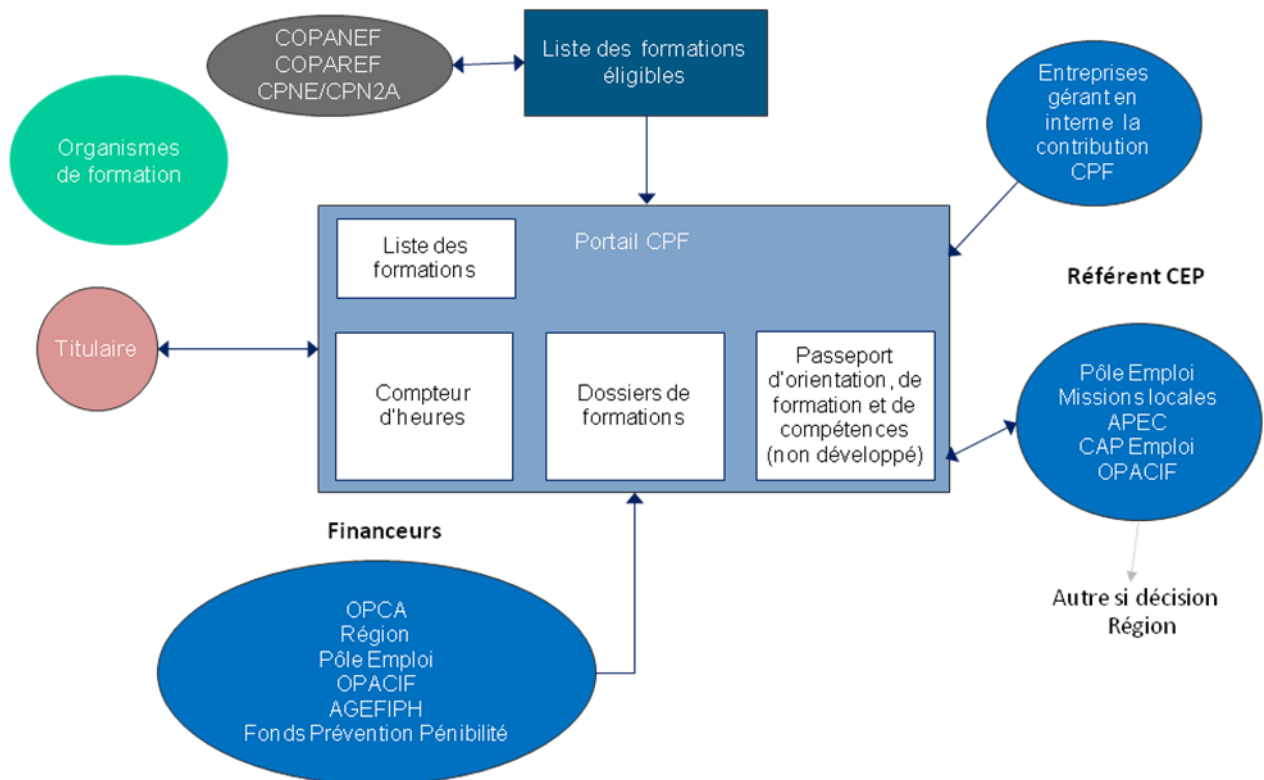 COPANEF
COPAREF
CPNE/CPN2A
Liste des formations
éligibles
Entreprises
gérant en
interne la
contribution
CPF
Organismes
de formation
Portail CPF
Liste des
formations
Référent CEP
Titulaire
Compteur
d'heures
Dossiers de
formations
Passeport
d'orientation, de
formation et de
compétences
(non développé)
Pôle Emploi
Missions locales
APEC
CAP Emploi
OPACIF
Financeurs
OPCA
Région
Pôle Emploi
OPACIF
AGEFIPH
Fonds Prévention Pénibilité
Autre si décision
Région